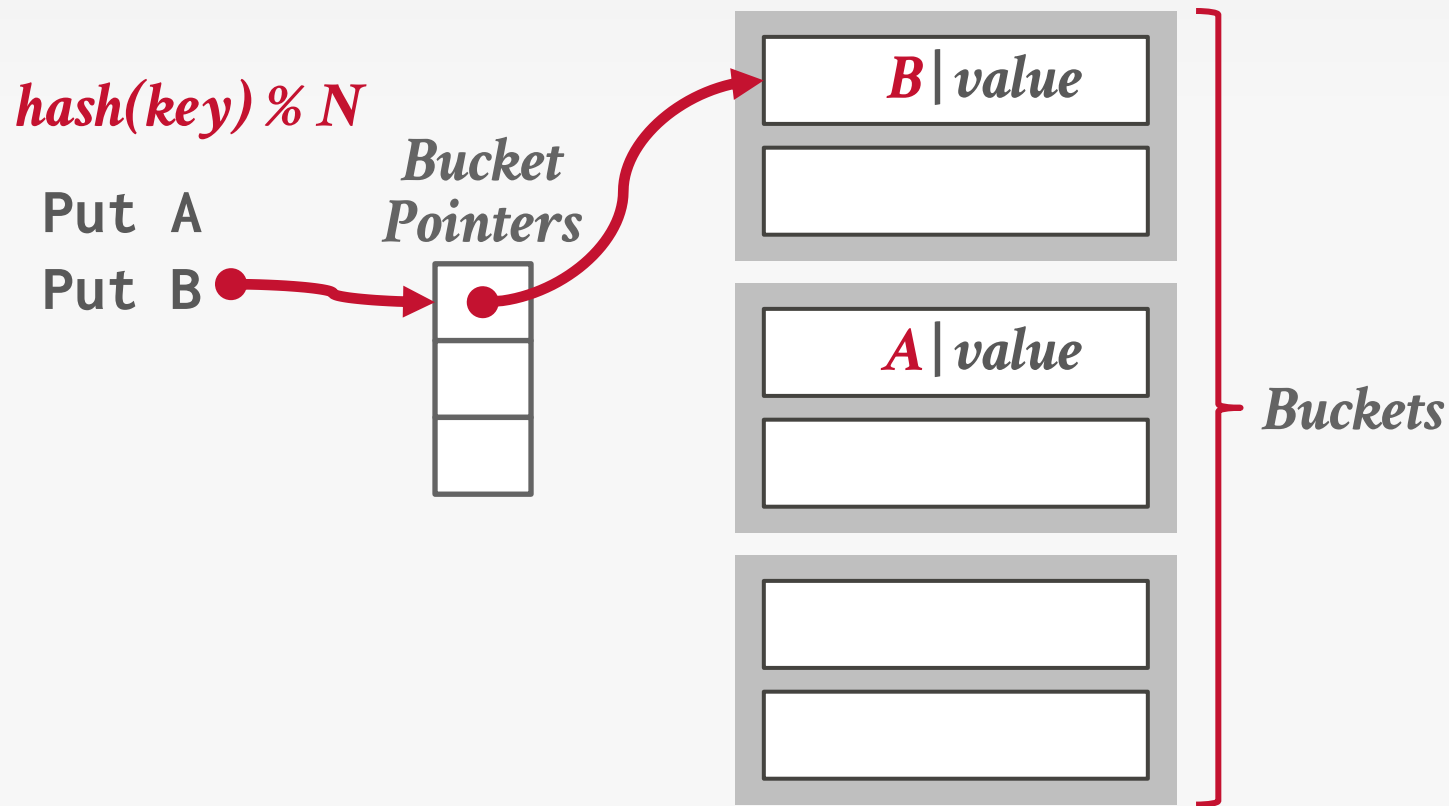 hash(key) % N
Put A
Put B
Bucket
Pointers
B|value
A|value
Buckets